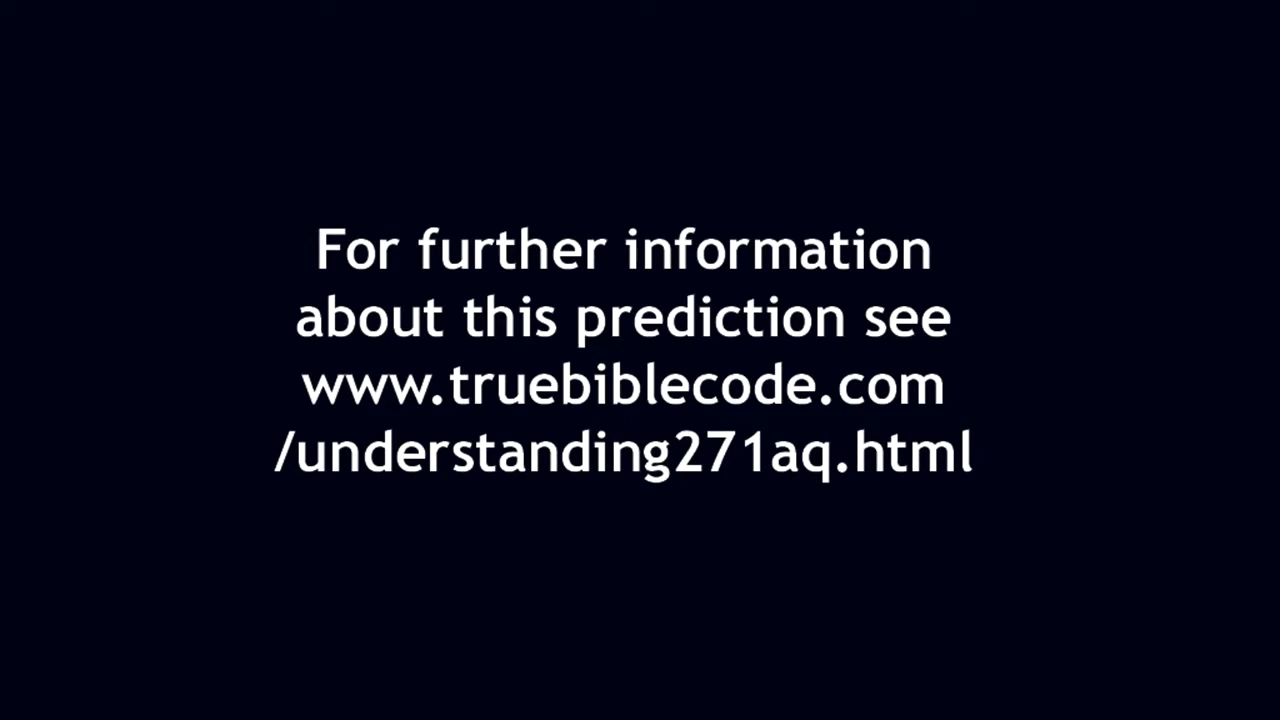 For further information
about this prediction see
www.truebiblecode.com
/understanding271aq.html